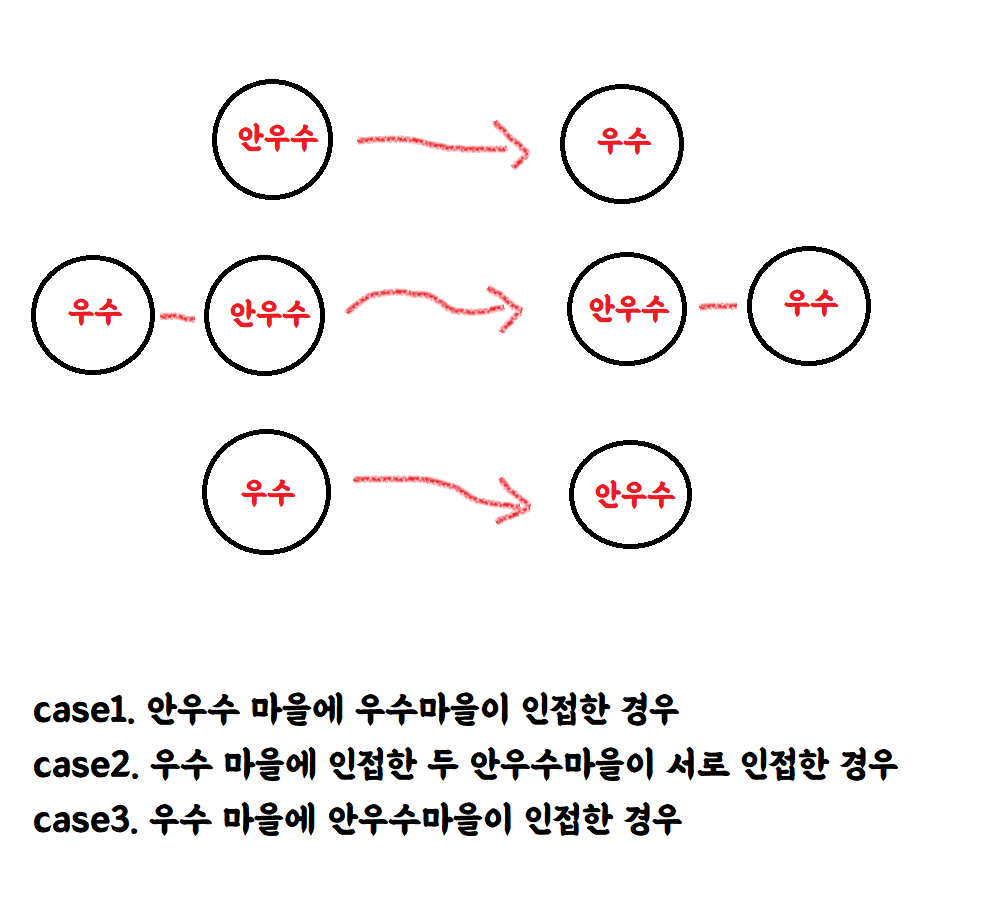 안우수 우수
우수 안우수 안우수 우수
우수 안우수
case1. 안우수 마을에 우수마을이 인접한 경우
case2. 우수 마을에 인접한 두 안우수마을이 서로 인접한 경우
case3. 우수 마을에 안우수마을이 인접한 경우